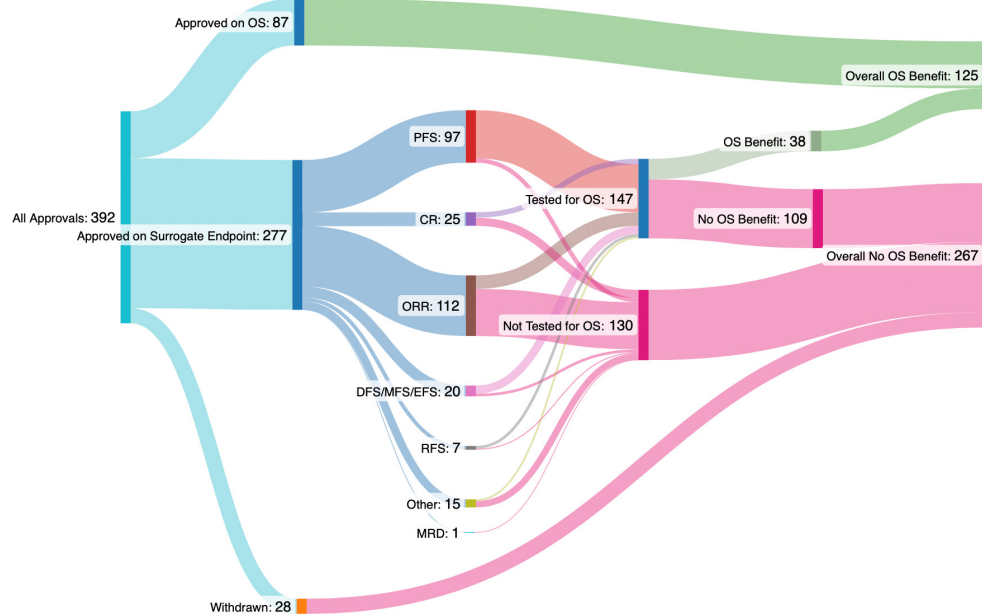 Approved on OS: 87
Overall OS Benefit: 125
PFS: 97
OS Benefit: 38
Tested for OS: 147
All Approvals: 392
CR: 25
No OS Benefit: 109
Approved on Surrogate Endpoint: 277
Overall No OS Benefit: 267
ORR: 112
Not Tested for OS: 130
DFS/MFS/EFS: 20
RFS: 7
Other: 15
MRD: 1
Withdrawn: 28